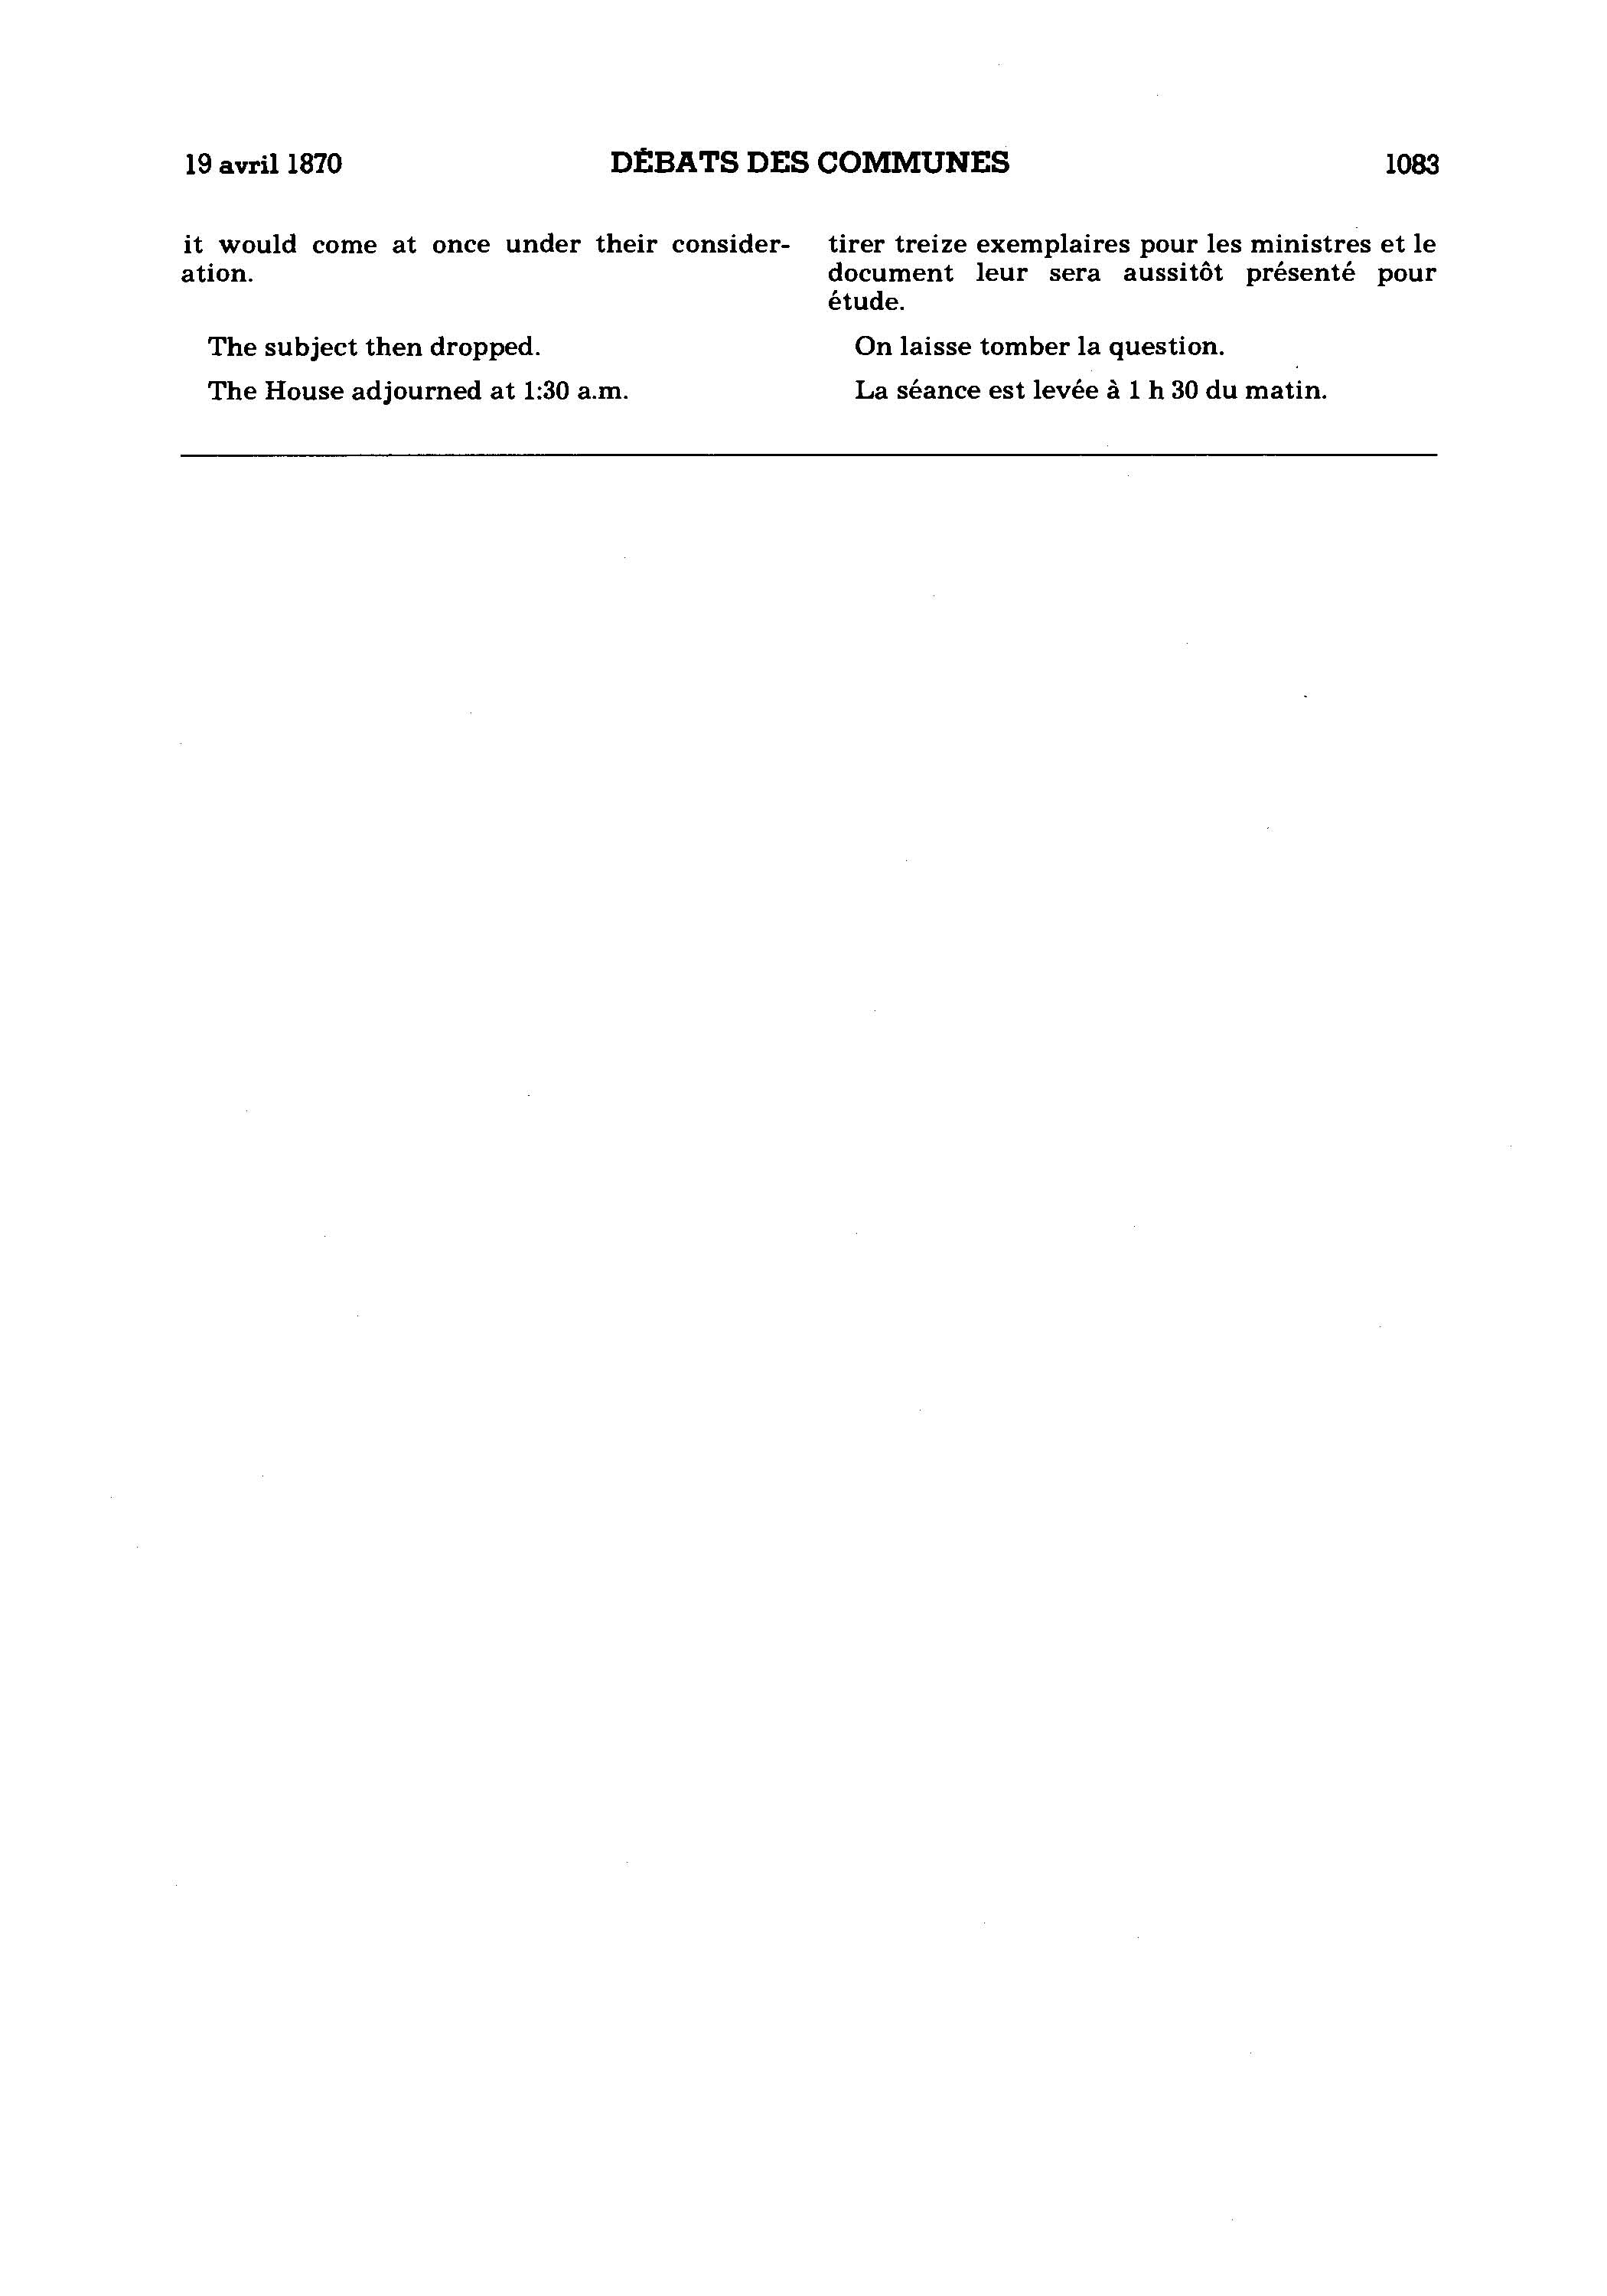 19 avril 1870
DÉBATS DES COMMUNES
1083
it would come at once under their consider-
ation.
The subject then dropped.
The House adjourned at 1:30 a.m.
tirer treize exemplaires pour les ministres et le
document leur sera aussitôt présenté pour
étude.
On laisse tomber la question.
La séance est levée à 1 h 30 du matin.